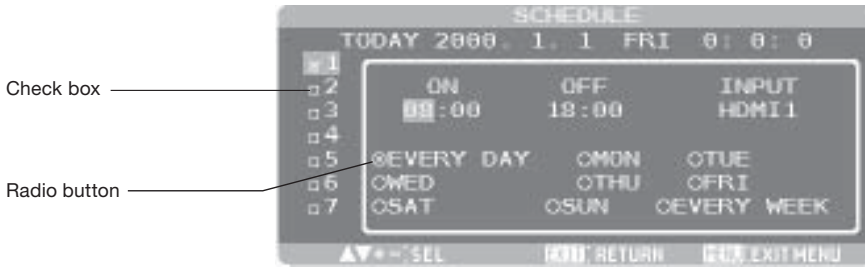 SCHEDULE
TODAY 2000. 1. 1 FRI 0: 0: 0
1
Check box
2 ON OFF INPUT
3 08:00 18:00 HDMI1
4
5 EVERY DAY MON TUE
Radio button
6 WED THU FRI
7 SAT SUN EVERY WEEK
SEL EXIT RETURN EXIT MENU